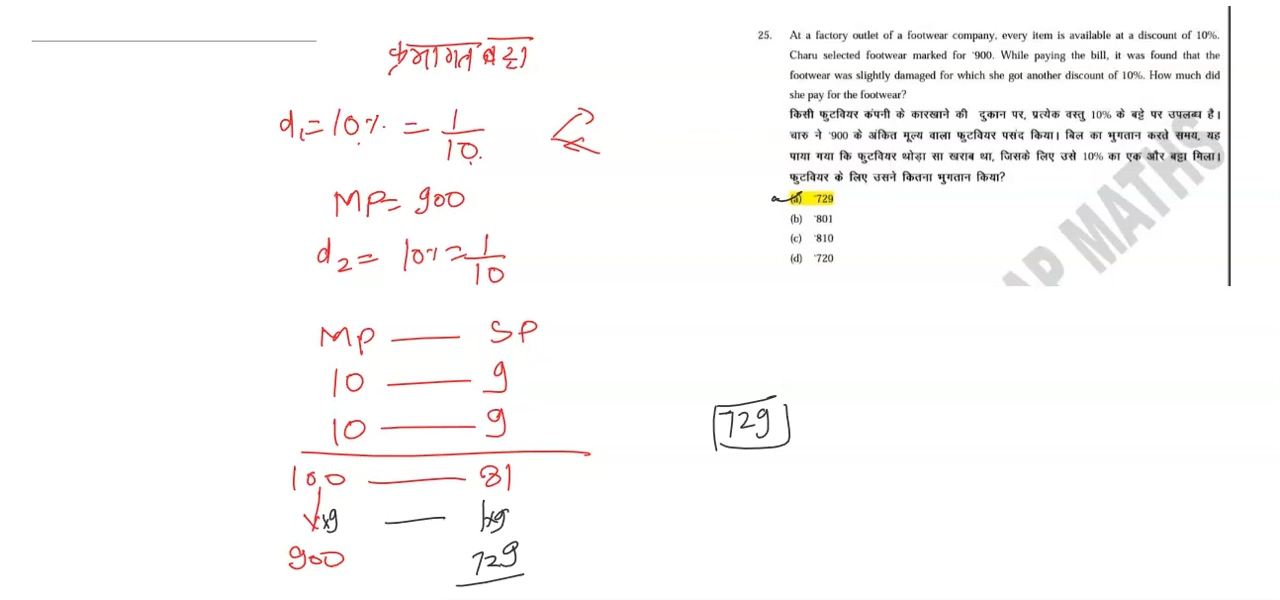 क्रमागत बट्टा
d₁ = 10% = 1/10
MP = 900
d₂ = 10% = 1/10
MP — SP
10 — 9
10 — 9
100 — 81
×9 — ×9
900 729
729
25. At a factory outlet of a footwear company, every item is available at a discount of 10%.
Charu selected footwear marked for `900. While paying the bill, it was found that the
footwear was slightly damaged for which she got another discount of 10%. How much did
she pay for the footwear?
किसी फुटवियर कंपनी के कारखाने की दुकान पर, प्रत्येक वस्तु 10% के बट्टे पर उपलब्ध है।
चारु ने `900 के अंकित मूल्य वाला फुटवियर पसंद किया। बिल का भुगतान करते समय, यह
पाया गया कि फुटवियर थोड़ा सा खराब था, जिसके लिए उसे 10% का एक और बट्टा मिला।
फुटवियर के लिए उसने कितना भुगतान किया?
(a) `729
(b) `801
(c) `810
(d) `720
MATHS